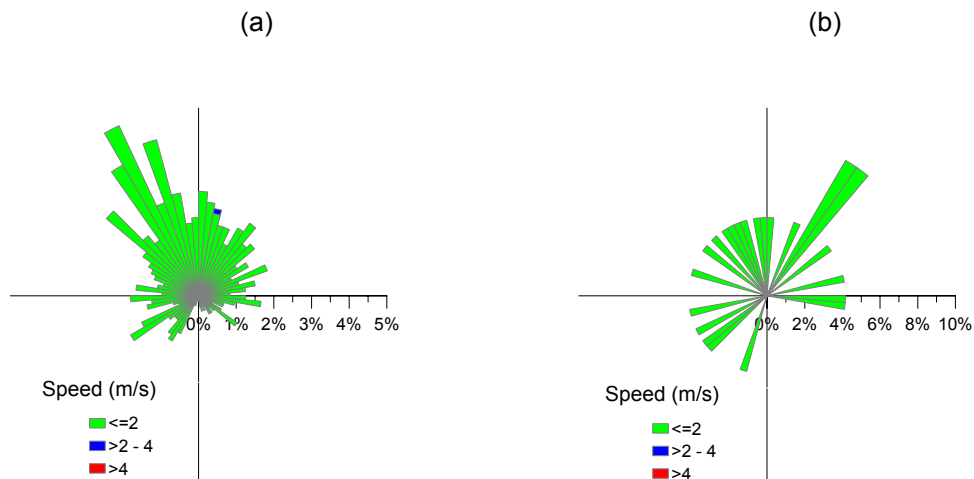 (a)
(b)
0% 1% 2% 3% 4% 5%
0% 2% 4% 6% 8% 10%
Speed (m/s)
<=2
>2 - 4
>4
Speed (m/s)
<=2
>2 - 4
>4